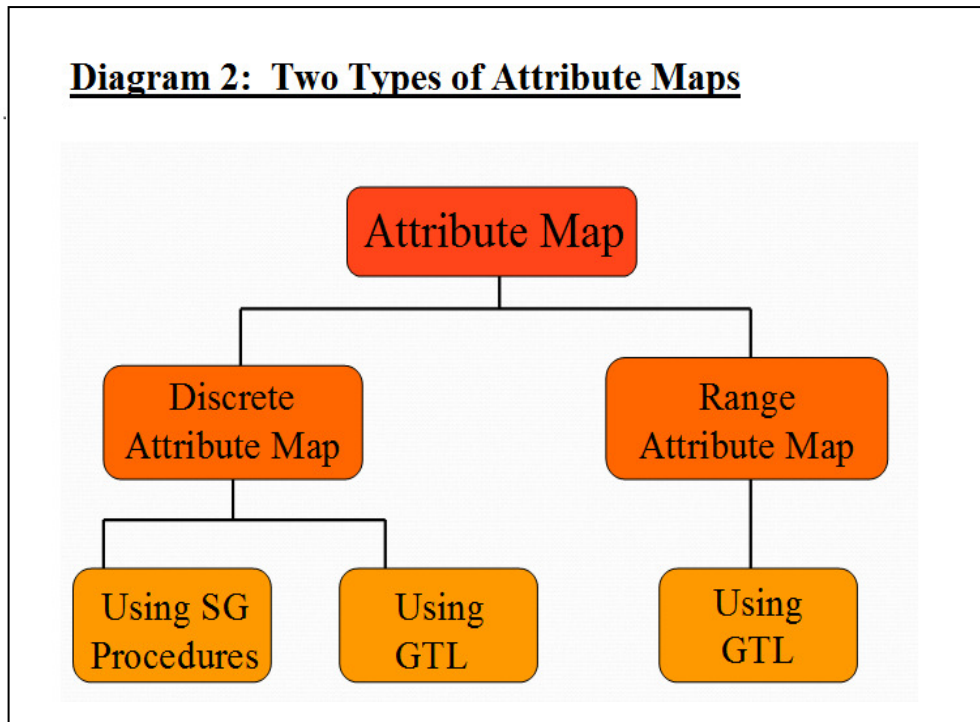 Diagram 2: Two Types of Attribute Maps
Attribute Map
Discrete
Attribute Map
Range
Attribute Map
Using SG
Procedures
Using
GTL
Using
GTL